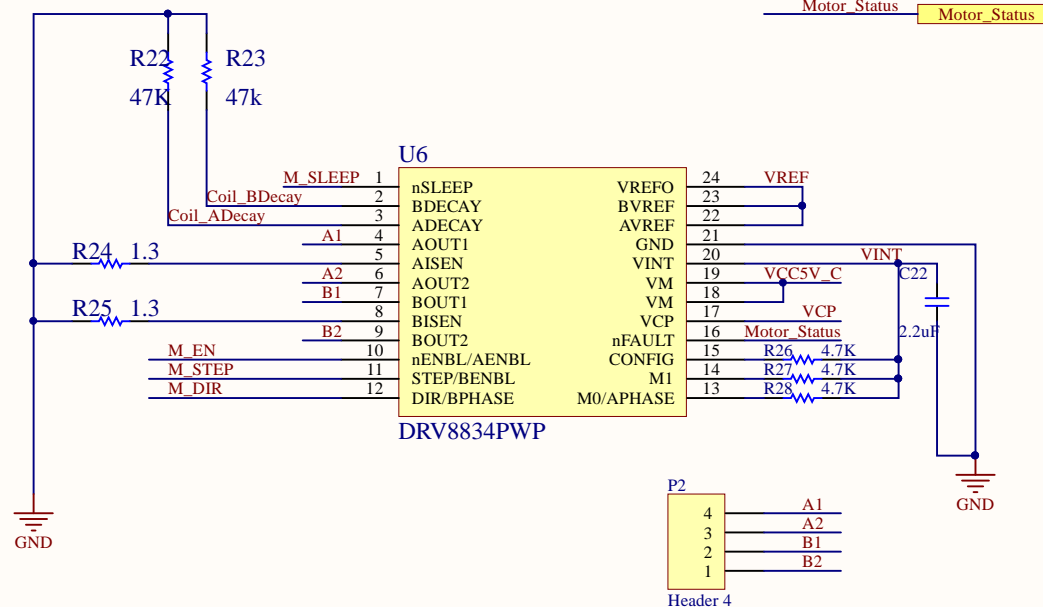 Motor_Status Motor_Status
R22 R23
47K 47k
U6
M_SLEEP 1 nSLEEP VREFO 24 VREF
Coil_BDecay 2 BDECAY BVREF 23
Coil_ADecay 3 ADECAY AVREF 22
A1 4 AOUT1 GND 21
R24 1.3 5 AISEN VINT 20 VINT
A2 6 AOUT2 VM 19 VCC5V_C C22
B1 7 BOUT1 VM 18
R25 1.3 8 BISEN VCP 17 VCP
B2 9 BOUT2 nFAULT 16 Motor_Status 2.2uF
M_EN 10 nENBL/AENBL CONFIG 15 R26 4.7K
M_STEP 11 STEP/BENBL M1 14 R27 4.7K
M_DIR 12 DIR/BPHASE M0/APHASE 13 R28 4.7K
DRV8834PWP
P2
4 A1
3 A2
2 B1
1 B2
Header 4
GND
GND